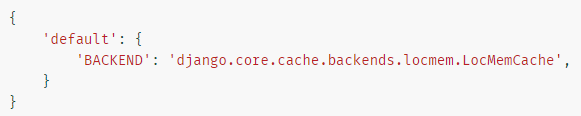 {
    'default': {
        'BACKEND': 'django.core.cache.backends.locmem.LocMemCache',
    }
}